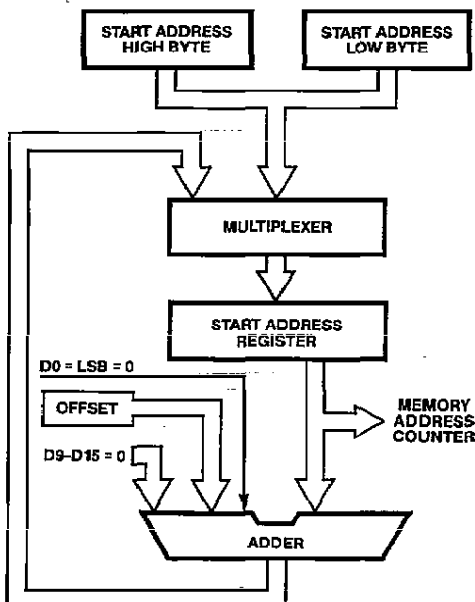 START ADDRESS
HIGH BYTE
START ADDRESS
LOW BYTE
MULTIPLEXER
START ADDRESS
REGISTER
D0 = LSB = 0
OFFSET
D9–D15 = 0
MEMORY
ADDRESS
COUNTER
ADDER